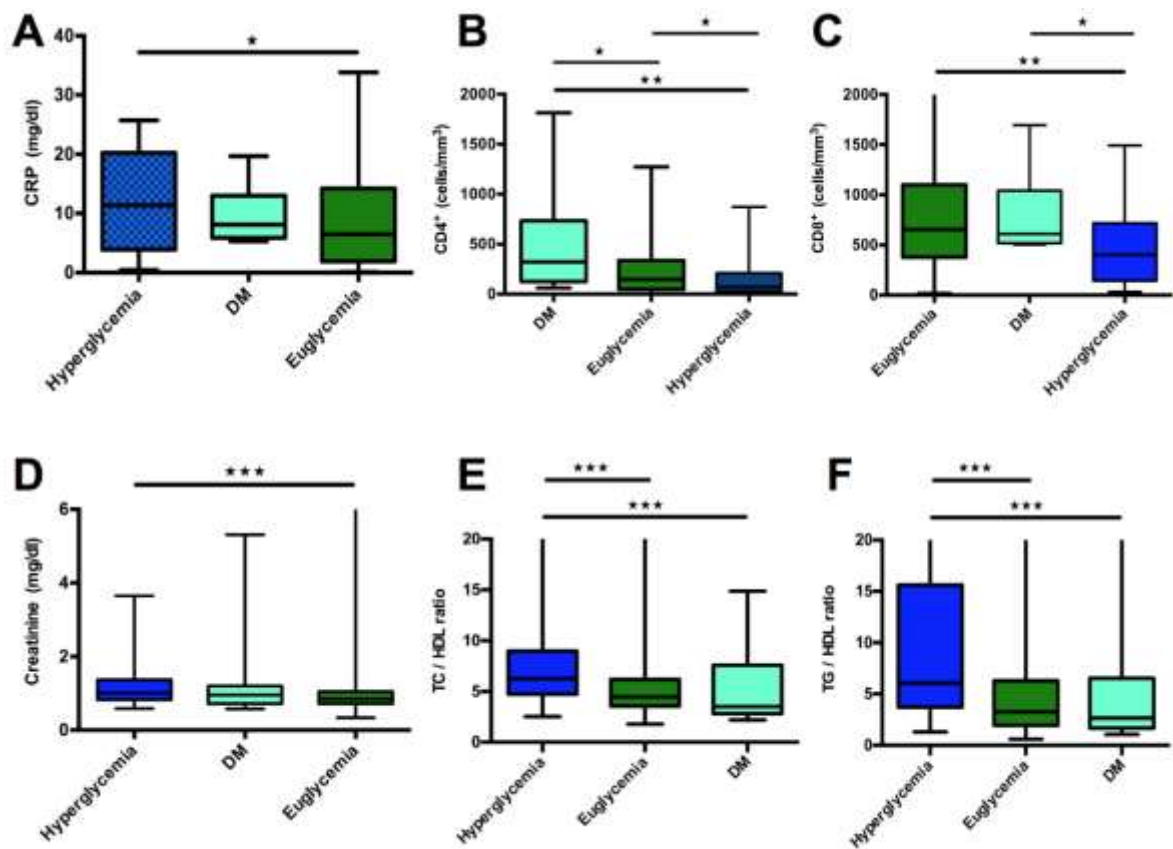 A
CRP (mg/dl)
40
30
20
10
0
*
Hyperglycemia
DM
Euglycemia
B
CD4+ (cells/mm³)
2000
1500
1000
500
0
*
*
**
DM
Euglycemia
Hyperglycemia
C
CD8+ (cells/mm³)
2000
1500
1000
500
0
*
**
Euglycemia
DM
Hyperglycemia
D
Creatinine (mg/dl)
6
4
2
0
***
Hyperglycemia
DM
Euglycemia
E
TC / HDL ratio
20
15
10
5
0
***
***
Hyperglycemia
Euglycemia
DM
F
TG / HDL ratio
20
15
10
5
0
***
***
Hyperglycemia
Euglycemia
DM